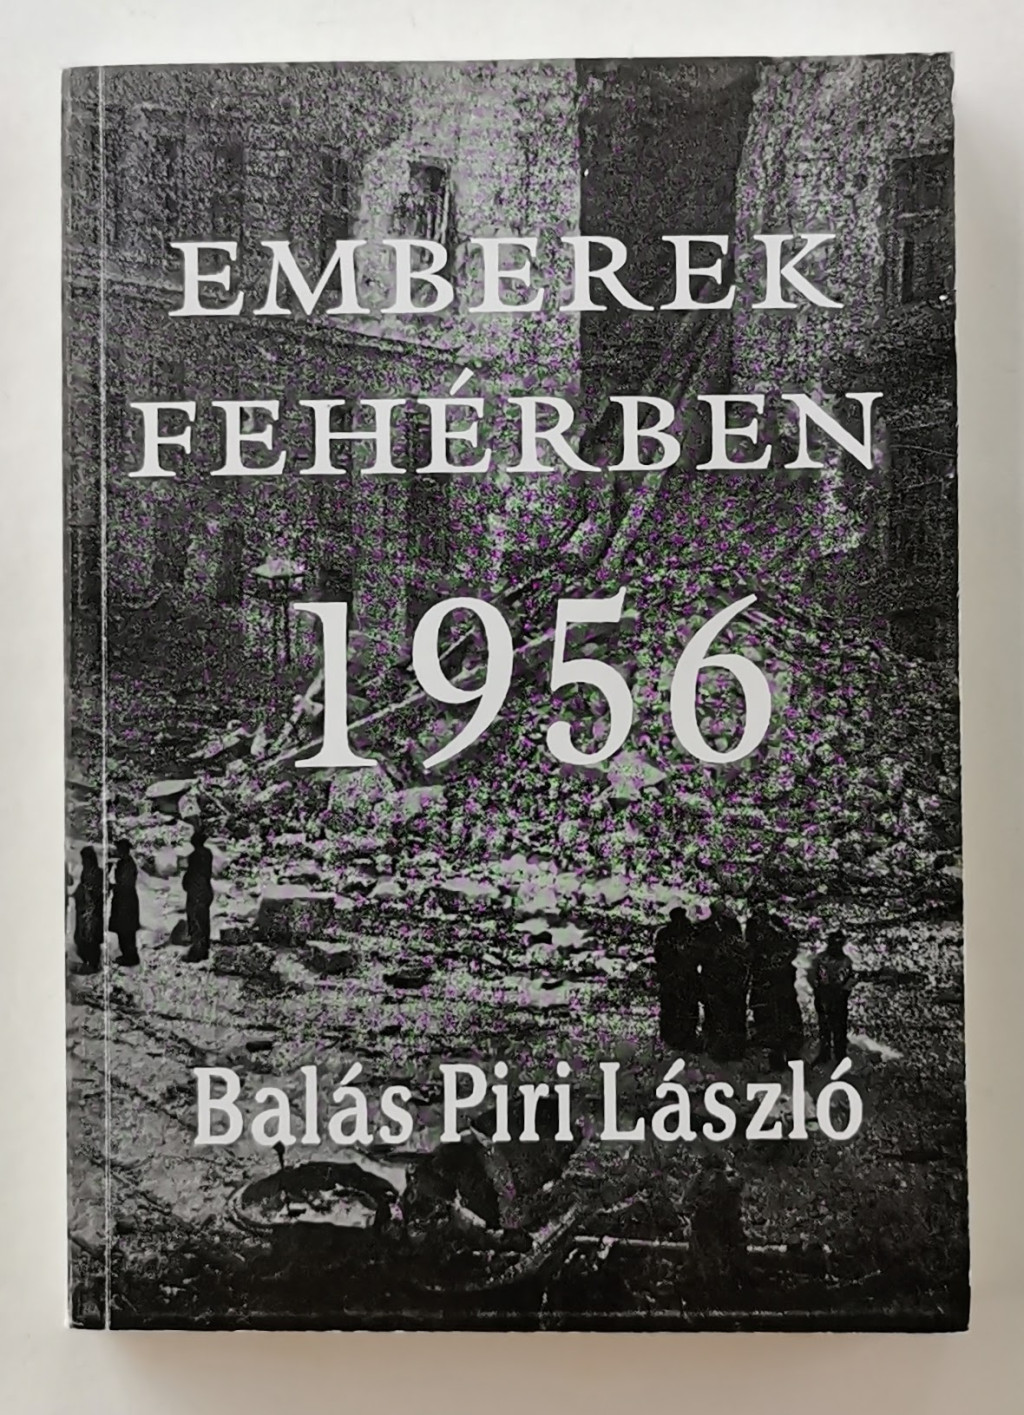 EMBEREK
FEHÉRBEN
1956
Balás Piri László